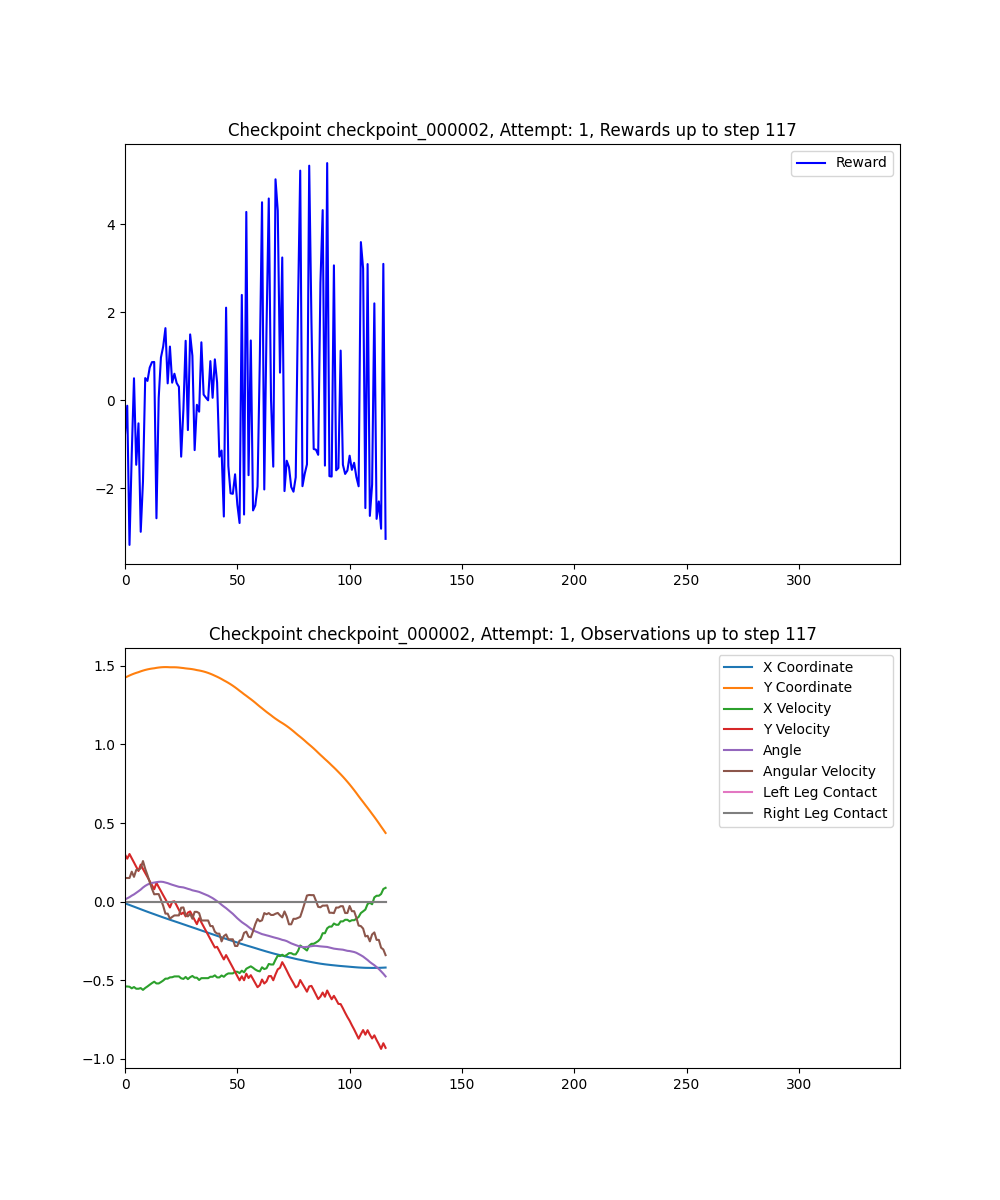 Checkpoint checkpoint_000002, Attempt: 1, Rewards up to step 117
Reward
4
2
0
−2
0 50 100 150 200 250 300
Checkpoint checkpoint_000002, Attempt: 1, Observations up to step 117
X Coordinate
Y Coordinate
X Velocity
Y Velocity
Angle
Angular Velocity
Left Leg Contact
Right Leg Contact
1.5
1.0
0.5
0.0
−0.5
−1.0
0 50 100 150 200 250 300